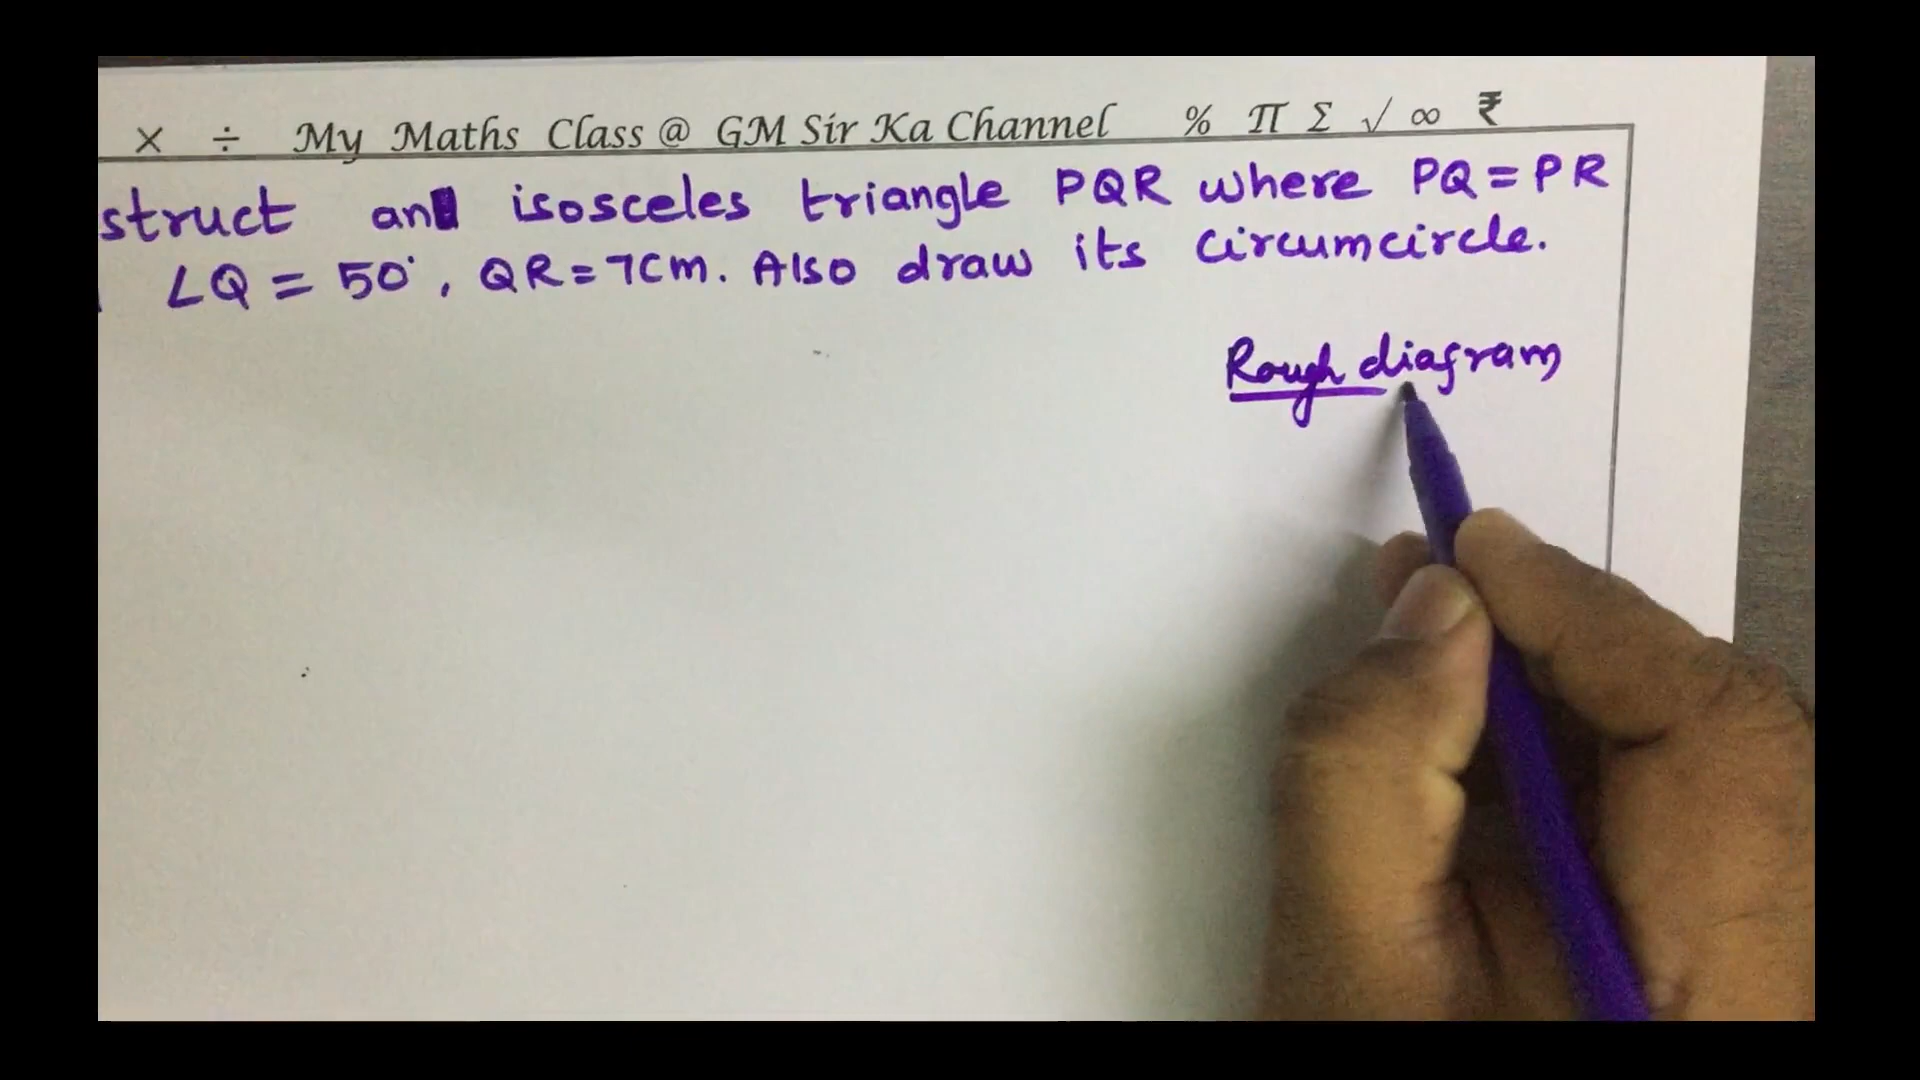 × ÷ My Maths Class @ GM Sir Ka Channel % π Σ √ ∞ ₹
struct an isosceles triangle PQR where PQ = PR
∠Q = 50°, QR = 7cm. Also draw its circumcircle.
Rough diagram